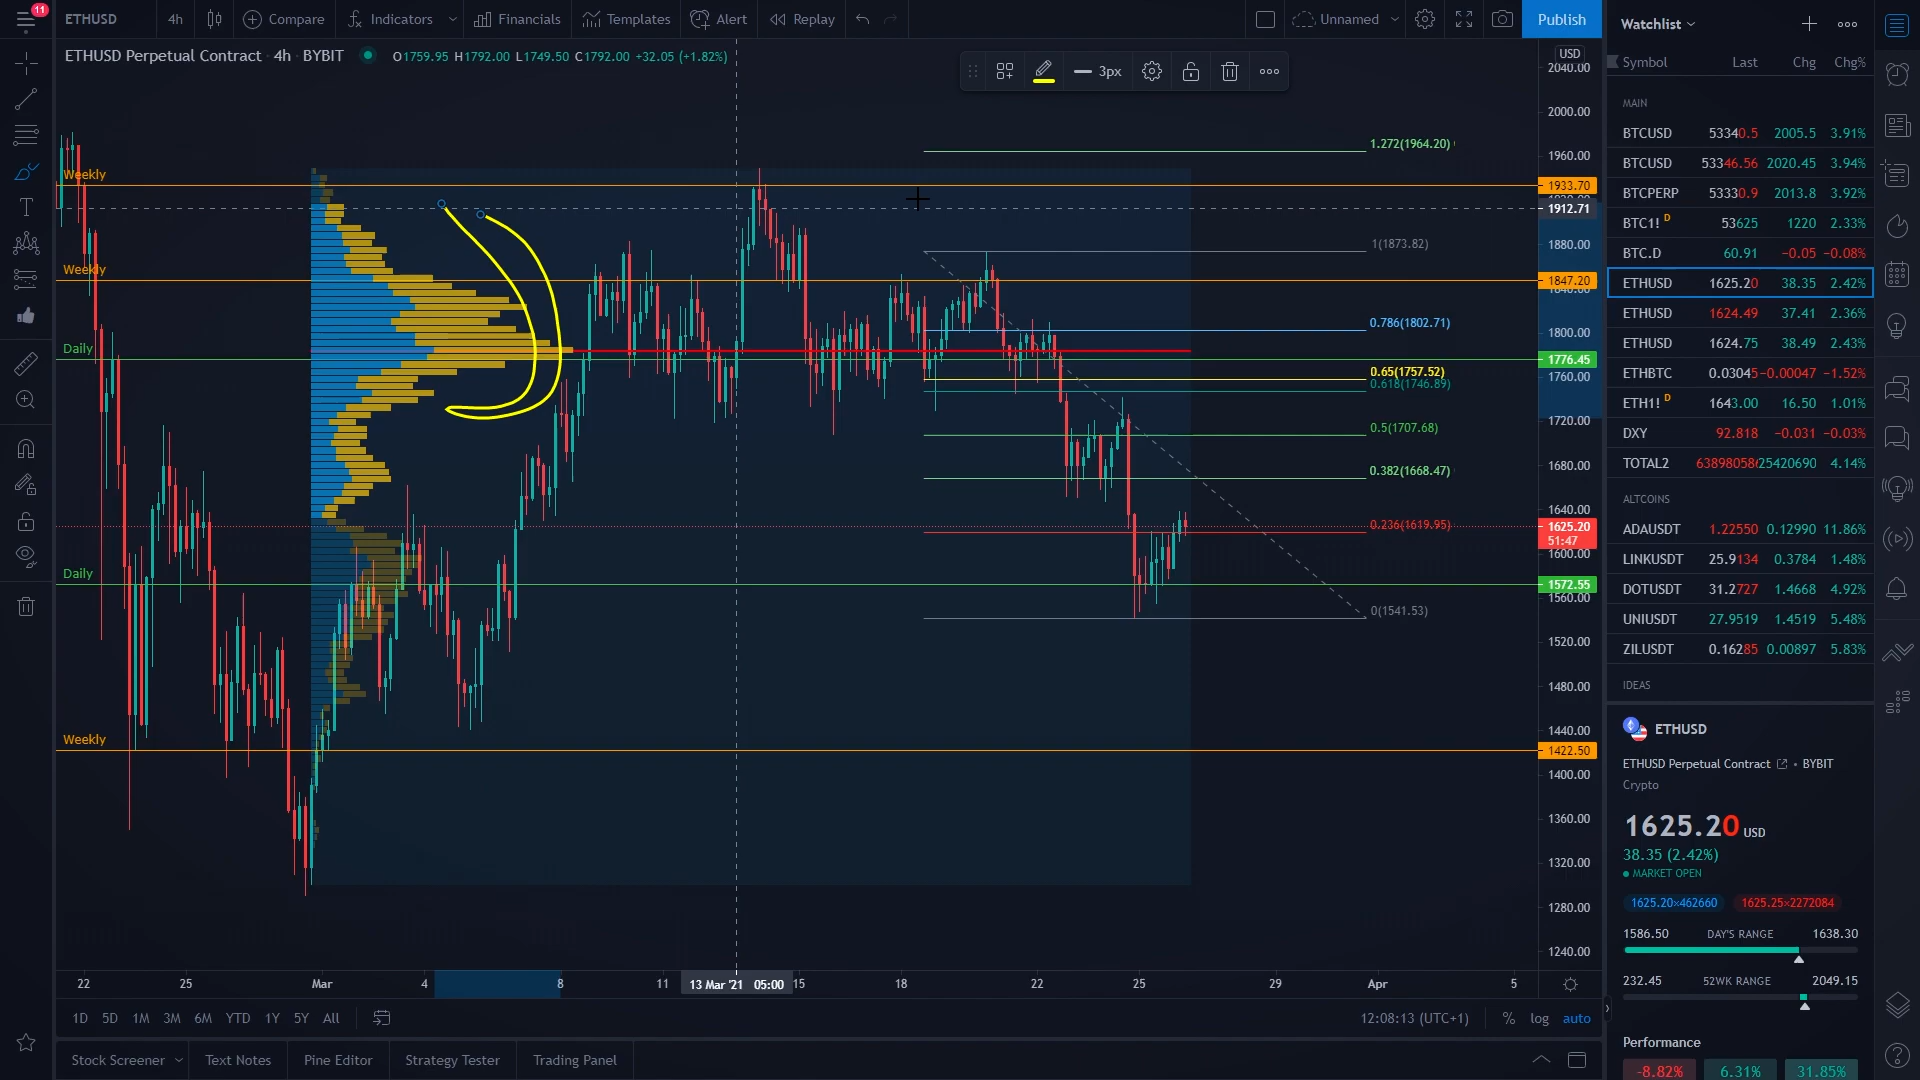 11
ETHUSD 4h Compare Indicators Financials Templates Alert Replay Unnamed Publish
ETHUSD Perpetual Contract · 4h · BYBIT O1759.95 H1792.00 L1749.50 C1792.00 +32.05 (+1.82%)
3px
USD
2040.00
2000.00
1960.00
1933.70
1912.71
1880.00
1847.20
1840.00
1800.00
1776.45
1760.00
1720.00
1680.00
1640.00
1625.20
51:47
1600.00
1572.55
1560.00
1520.00
1480.00
1440.00
1422.50
1400.00
1360.00
1320.00
1280.00
1240.00
Weekly
Weekly
Daily
Daily
Weekly
1.272(1964.20)
1(1873.82)
0.786(1802.71)
0.65(1757.52)
0.618(1746.89)
0.5(1707.68)
0.382(1668.47)
0.236(1619.95)
0(1541.53)
22 25 Mar 4 8 11 13 Mar '21 05:00 15 18 22 25 29 Apr 5
1D 5D 1M 3M 6M YTD 1Y 5Y All 12:08:13 (UTC+1) % log auto
Stock Screener Text Notes Pine Editor Strategy Tester Trading Panel
Watchlist
Symbol Last Chg Chg%
MAIN
BTCUSD 53340.5 2005.5 3.91%
BTCUSD 53346.56 2020.45 3.94%
BTCPERP 53330.9 2013.8 3.92%
BTC1! D 53625 1220 2.33%
BTC.D 60.91 −0.05 −0.08%
ETHUSD 1625.20 38.35 2.42%
ETHUSD 1624.49 37.41 2.36%
ETHUSD 1624.75 38.49 2.43%
ETHBTC 0.03045 −0.00047 −1.52%
ETH1! D 1643.00 16.50 1.01%
DXY 92.818 −0.031 −0.03%
TOTAL2 4.14%
ALTCOINS
ADAUSDT 1.22550 0.12990 11.86%
LINKUSDT 25.9134 0.3784 1.48%
DOTUSDT 31.2727 1.4668 4.92%
UNIUSDT 27.9519 1.4519 5.48%
ZILUSDT 0.16285 0.00897 5.83%
IDEAS
ETHUSD
ETHUSD Perpetual Contract • BYBIT
Crypto
1625.20 USD
38.35 (2.42%)
MARKET OPEN
1625.20×462660 1625.25×2272084
1586.50 DAY'S RANGE 1638.30
232.45 52WK RANGE 2049.15
Performance
-8.82% 6.31% 31.85%